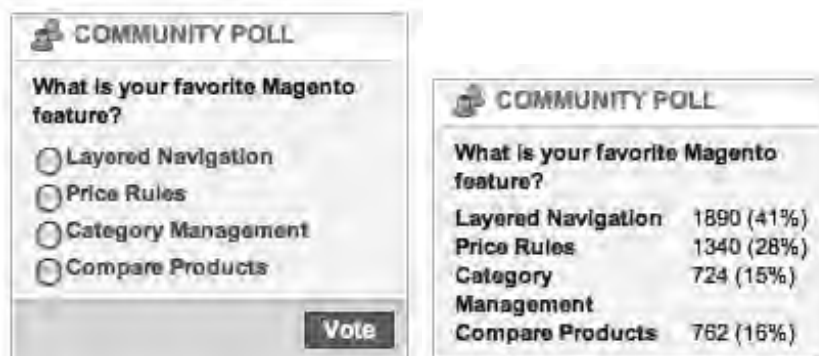 COMMUNITY POLL
What is your favorite Magento
feature?
Layered Navigation
Price Rules
Category Management
Compare Products
Vote
COMMUNITY POLL
What is your favorite Magento
feature?
Layered Navigation 1890 (41%)
Price Rules 1340 (28%)
Category 724 (15%)
Management
Compare Products 762 (16%)